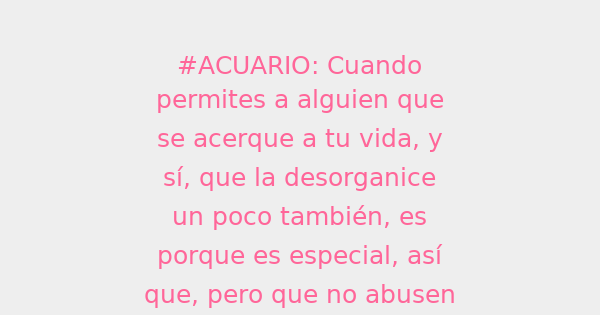 #ACUARIO: Cuando
permites a alguien que
se acerque a tu vida, y
sí, que la desorganice
un poco también, es
porque es especial, así
que, pero que no abusen